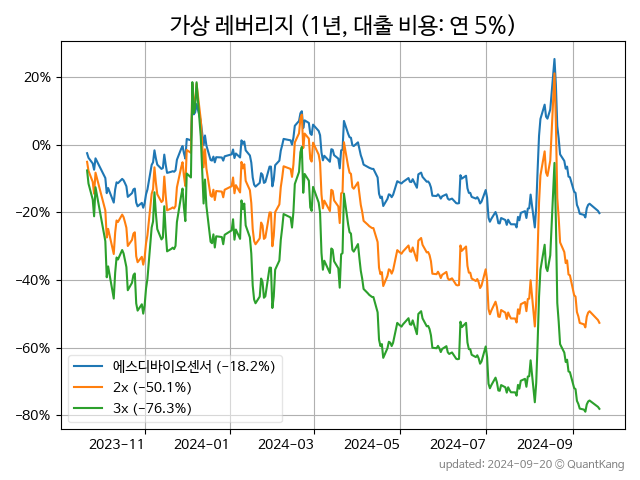 가상 레버리지 (1년, 대출 비용: 연 5%)
20%
0%
−20%
−40%
−60%
−80%
에스디바이오센서 (−18.2%)
2x (−50.1%)
3x (−76.3%)
2023-11 2024-01 2024-03 2024-05 2024-07 2024-09
updated: 2024-09-20 © QuantKang